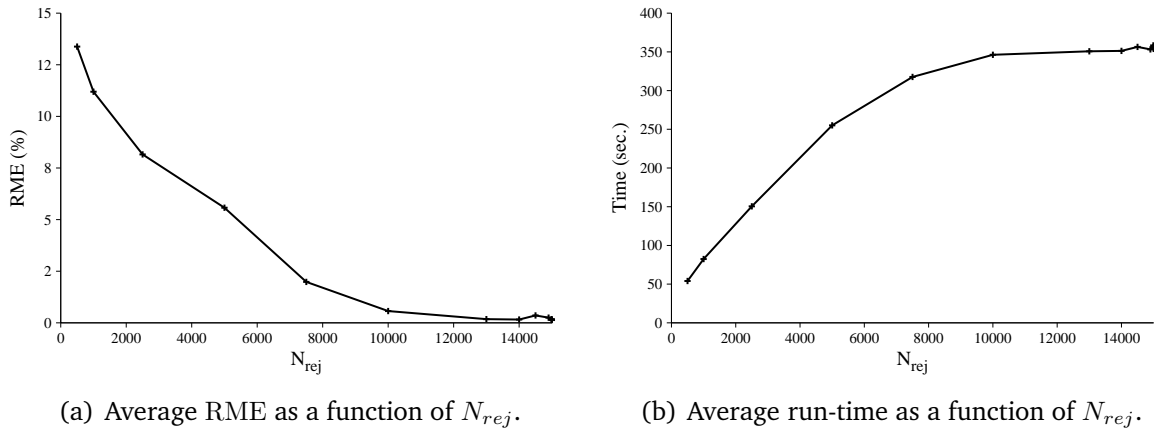 15
12
10
8
5
2
0
RME (%)
0 2000 4000 6000 8000 10000 12000 14000
N_rej
(a) Average RME as a function of N_rej.
400
350
300
250
200
150
100
50
0
Time (sec.)
0 2000 4000 6000 8000 10000 12000 14000
N_rej
(b) Average run-time as a function of N_rej.